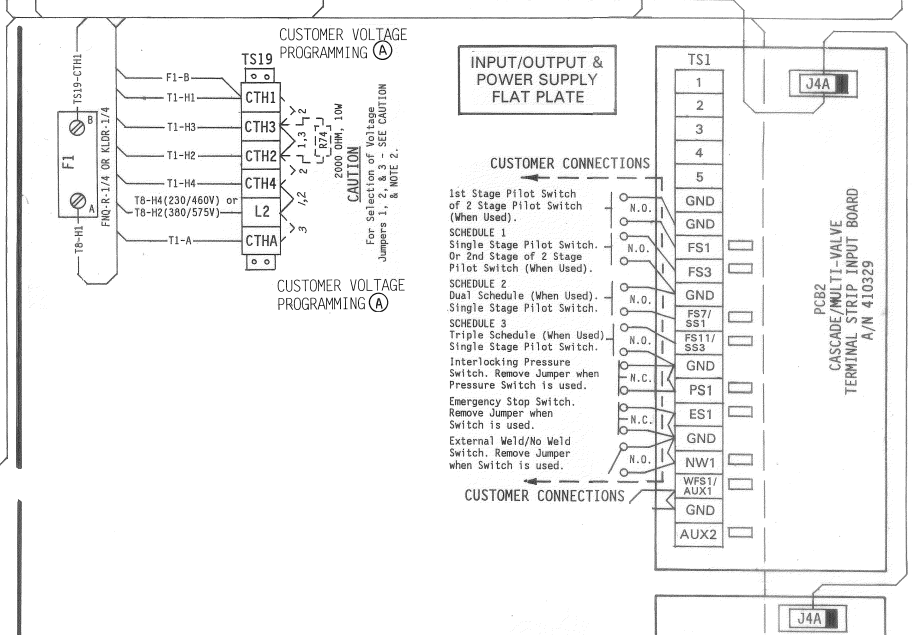 CUSTOMER VOLTAGE
PROGRAMMING A
TS19
TS19-CTH1
B
F1
A
FNQ-R-1/4 OR KLDR-1/4
T8-H1
F1-B
T1-H1
T1-H3
T1-H2
T1-H4
T8-H4(230/460V) or
T8-H2(380/575V)
T1-A
CTH1
CTH3
CTH2
CTH4
L2
CTHA
2
1,3
2
1,2
3
R74
2000 OHM, 10W
CAUTION
For Selection of Voltage
Jumpers 1, 2, & 3 - SEE CAUTION
& NOTE 2.
CUSTOMER VOLTAGE
PROGRAMMING A
INPUT/OUTPUT &
POWER SUPPLY
FLAT PLATE
CUSTOMER CONNECTIONS
1st Stage Pilot Switch
of 2 Stage Pilot Switch
(When Used).
N.O.
SCHEDULE 1
Single Stage Pilot Switch.
Or 2nd Stage of 2 Stage
Pilot Switch (When Used).
N.O.
SCHEDULE 2
Dual Schedule (When Used).
Single Stage Pilot Switch.
N.O.
SCHEDULE 3
Triple Schedule (When Used)
Single Stage Pilot Switch.
N.O.
Interlocking Pressure
Switch. Remove Jumper when
Pressure Switch is used.
N.C.
Emergency Stop Switch.
Remove Jumper when
Switch is used.
N.C.
External Weld/No Weld
Switch. Remove Jumper
when Switch is used.
N.O.
CUSTOMER CONNECTIONS
TS1
1
2
3
4
5
GND
GND
FS1
FS3
GND
FS7/
SS1
FS11/
SS3
GND
PS1
ES1
GND
NW1
WFS1/
AUX1
GND
AUX2
J4A
PCB2
CASCADE/MULTI-VALVE
TERMINAL STRIP INPUT BOARD
A/N 410329
J4A